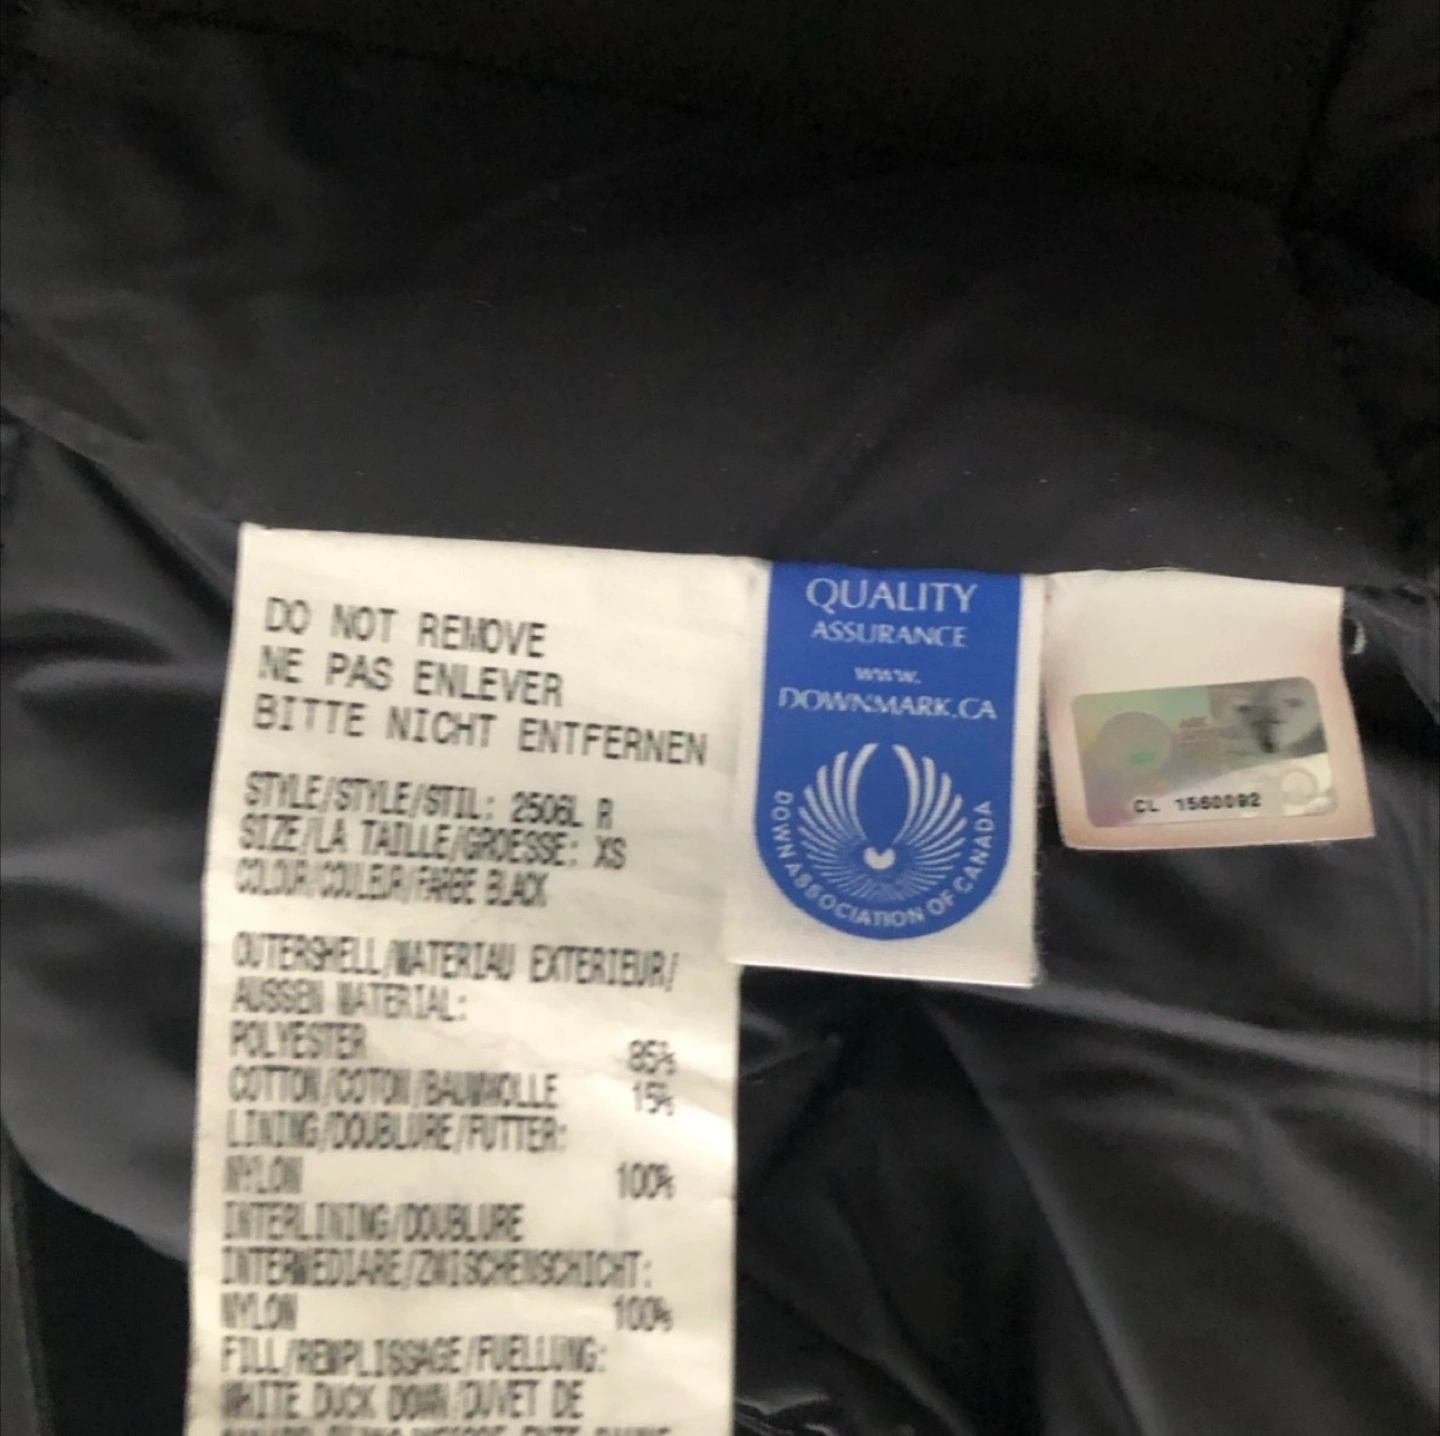 DO NOT REMOVE
NE PAS ENLEVER
BITTE NICHT ENTFERNEN
STYLE/STYLE/STIL: 2506L R
SIZE/LA TAILLE/GROESSE: XS
COLOUR/COULEUR/FARBE BLACK
OUTERSHELL/MATERIAU EXTERIEUR/
AUSSEN MATERIAL:
POLYESTER 85%
COTTON/COTON/BAUMWOLLE 15%
LINING/DOUBLURE/FUTTER:
NYLON 100%
INTERLINING/DOUBLURE
INTERMEDIARE/ZWISCHENSCHICHT:
NYLON 100%
FILL/REMPLISSAGE/FUELLUNG:
WHITE DUCK DOWN/DUVET DE
QUALITY
ASSURANCE
www.
DOWNMARK.CA
DOWN ASSOCIATION OF CANADA
CL 1560092